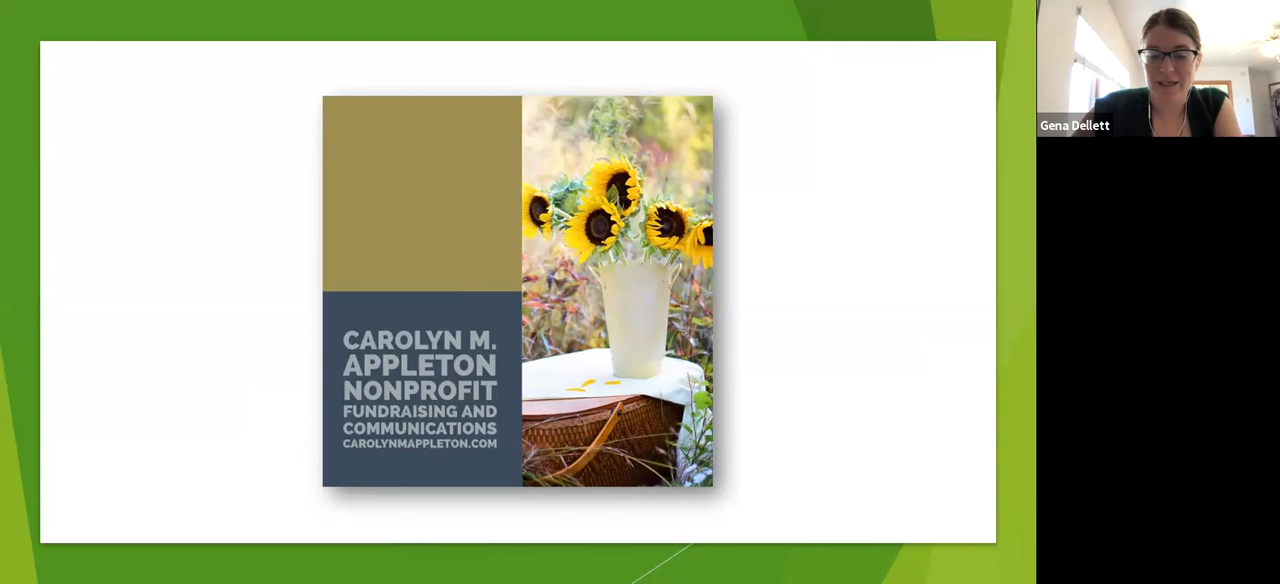 CAROLYN M.
APPLETON
NONPROFIT
FUNDRAISING AND
COMMUNICATIONS
CAROLYNMAPPLETON.COM
Gena Dellett